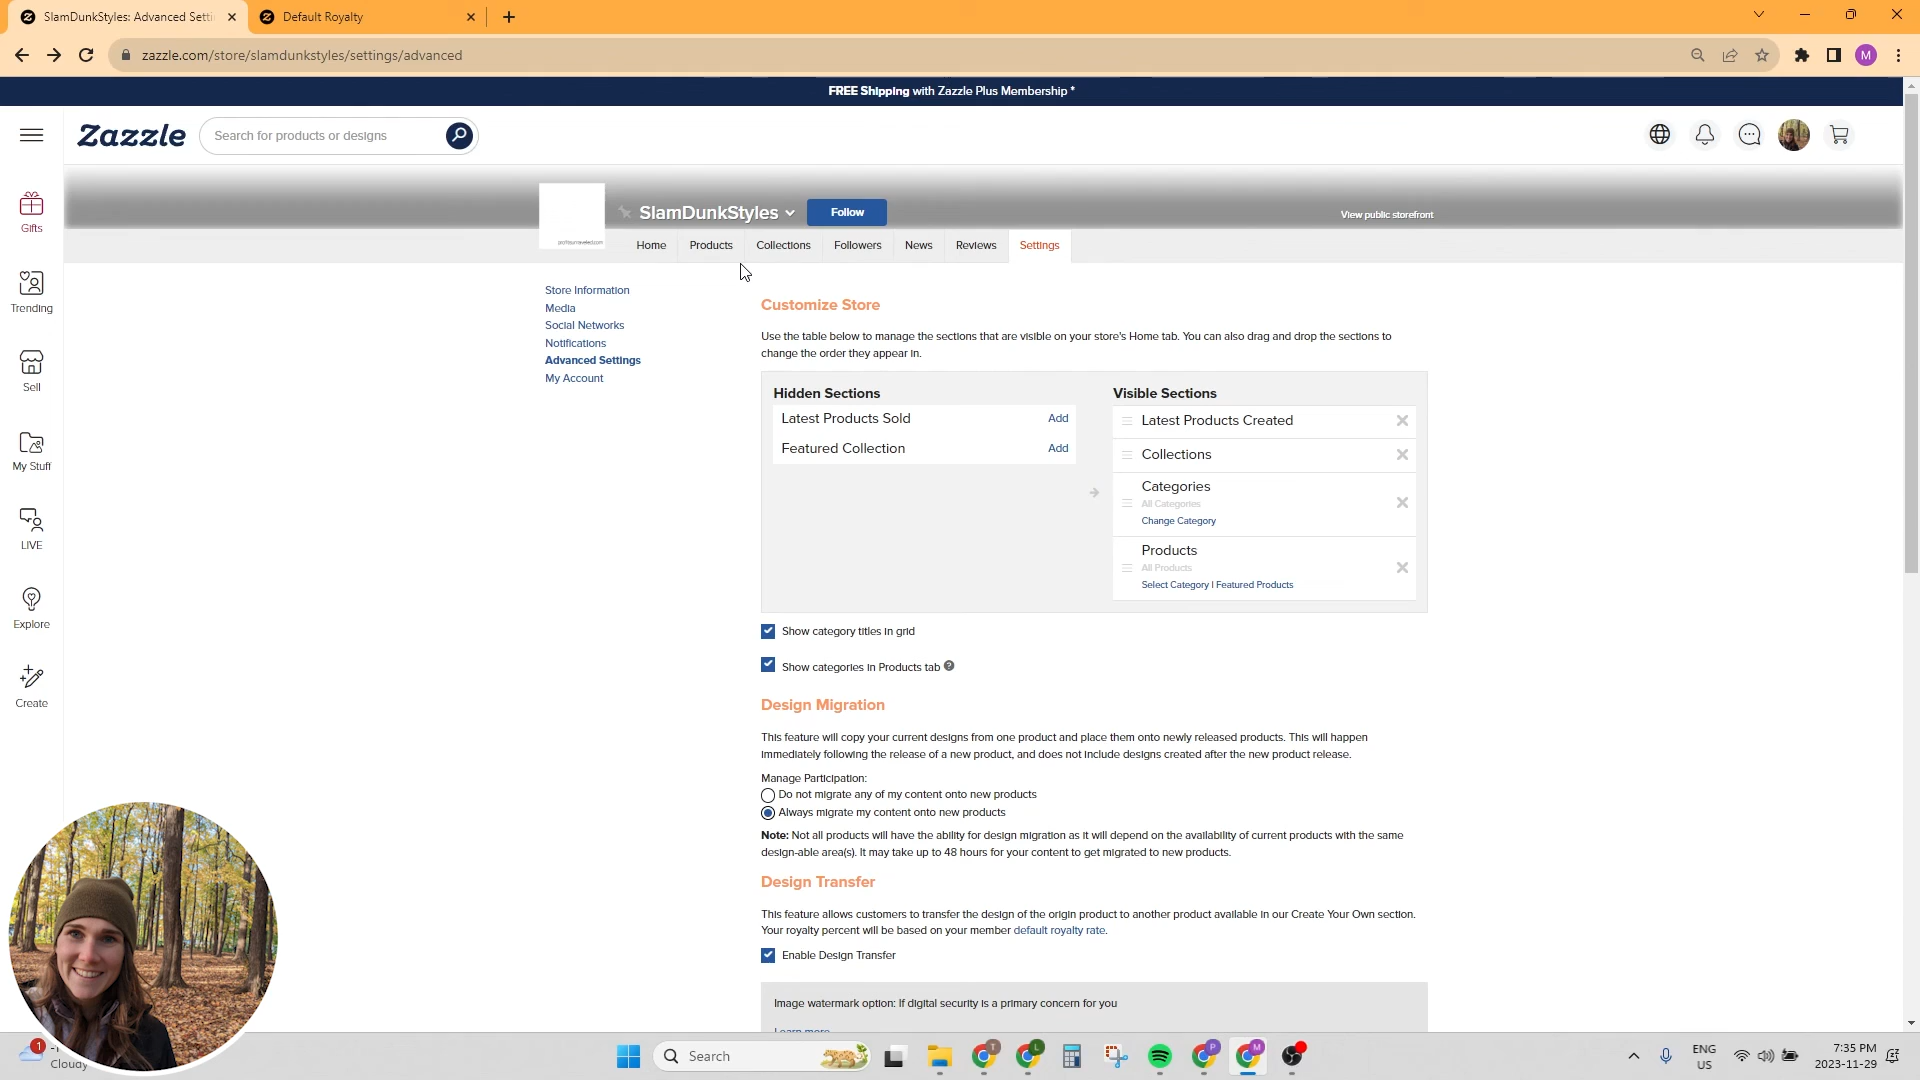 SlamDunkStyles: Advanced Setti
Default Royalty
zazzle.com/store/slamdunkstyles/settings/advanced
M
FREE Shipping with Zazzle Plus Membership *
Zazzle
Search for products or designs
SlamDunkStyles
Follow
View public storefront
profitsunraveled.com
Home
Products
Collections
Followers
News
Reviews
Settings
Gifts
Trending
Sell
My Stuff
LIVE
Explore
Create
Store Information
Media
Social Networks
Notifications
Advanced Settings
My Account
Customize Store
Use the table below to manage the sections that are visible on your store's Home tab. You can also drag and drop the sections to
change the order they appear in.
Hidden Sections
Latest Products Sold
Add
Featured Collection
Add
Visible Sections
Latest Products Created
Collections
Categories
All Categories
Change Category
Products
All Products
Select Category | Featured Products
Show category titles in grid
Show categories in Products tab ?
Design Migration
This feature will copy your current designs from one product and place them onto newly released products. This will happen
immediately following the release of a new product, and does not include designs created after the new product release.
Manage Participation:
Do not migrate any of my content onto new products
Always migrate my content onto new products
Note: Not all products will have the ability for design migration as it will depend on the availability of current products with the same
design-able area(s). It may take up to 48 hours for your content to get migrated to new products.
Design Transfer
This feature allows customers to transfer the design of the origin product to another product available in our Create Your Own section.
Your royalty percent will be based on your member default royalty rate.
Enable Design Transfer
Image watermark option: If digital security is a primary concern for you
Learn more
1
Cloudy
Search
T
L
P
M
ENG
US
7:35 PM
2023-11-29